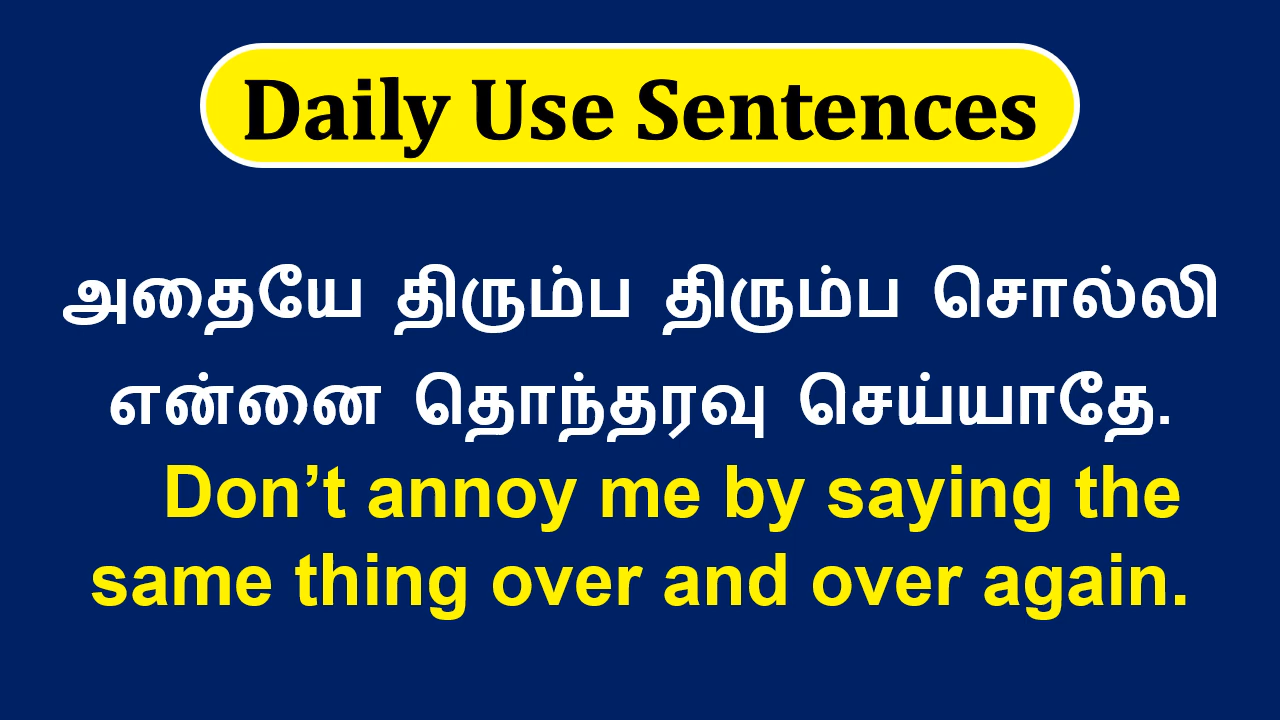 Daily Use Sentences
அதையே திரும்ப திரும்ப சொல்லி
என்னை தொந்தரவு செய்யாதே.
Don’t annoy me by saying the
same thing over and over again.